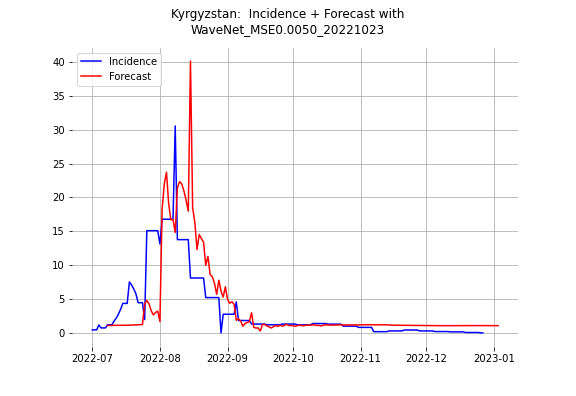 Kyrgyzstan:  Incidence + Forecast with
WaveNet_MSE0.0050_20221023
Incidence
Forecast
40
35
30
25
20
15
10
5
0
2022-07 2022-08 2022-09 2022-10 2022-11 2022-12 2023-01